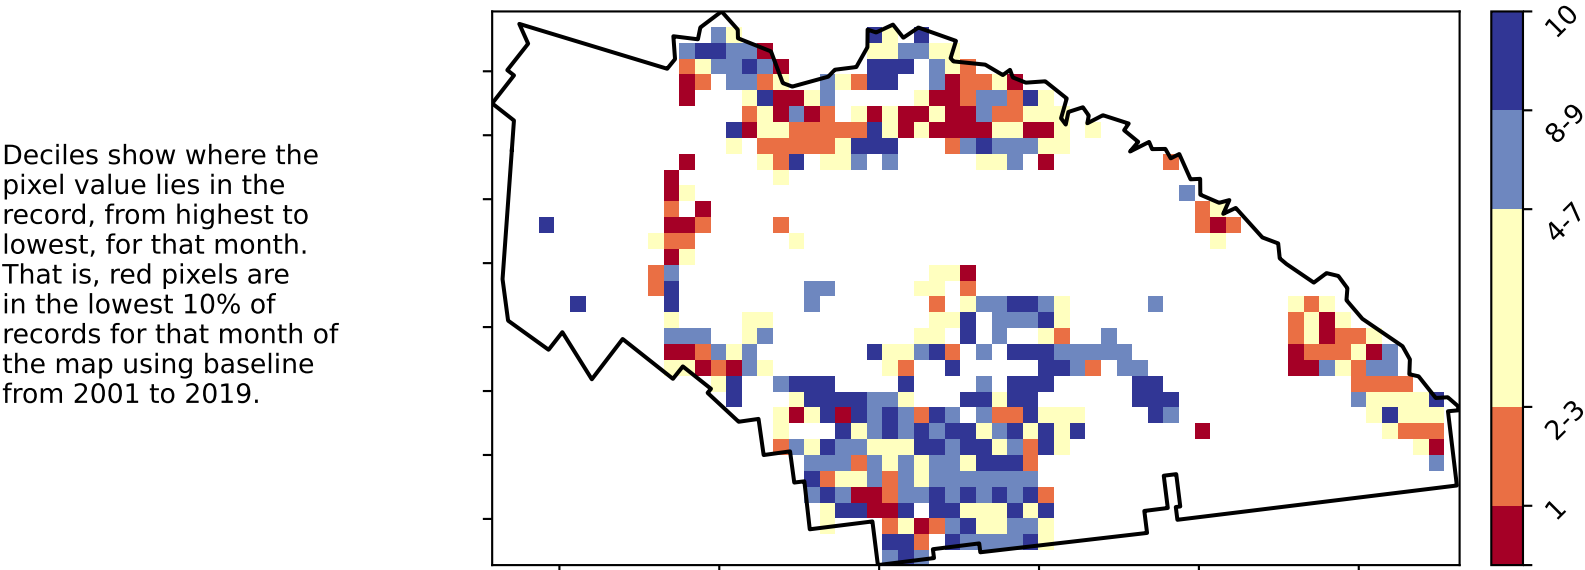 Deciles show where the
pixel value lies in the
record, from highest to
lowest, for that month.
That is, red pixels are
in the lowest 10% of
records for that month of
the map using baseline
from 2001 to 2019.
10
8-9
4-7
2-3
1